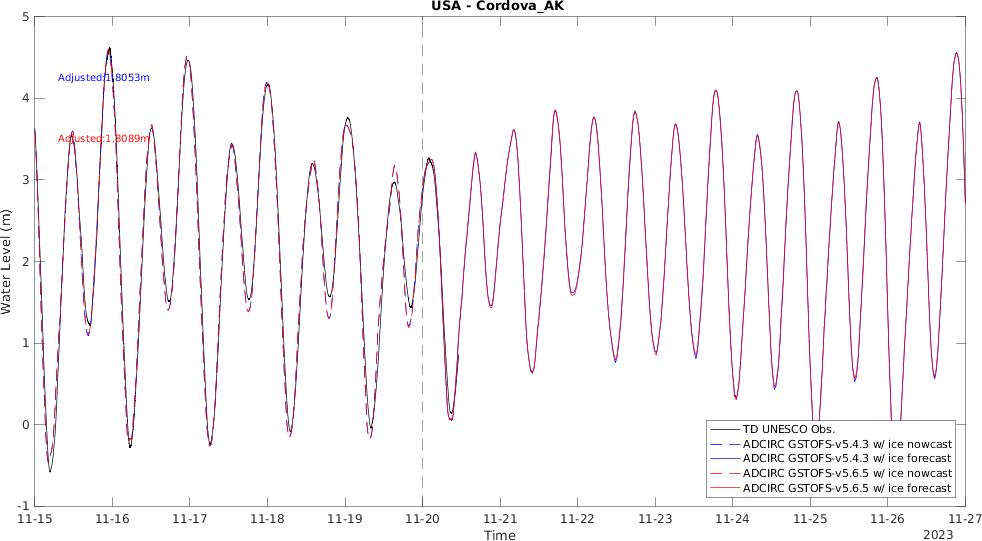 USA - Cordova_AK
Water Level (m)
5
4
3
2
1
0
-1
Adjusted:1.8053m
Adjusted:1.8089m
TD UNESCO Obs.
ADCIRC GSTOFS-v5.4.3 w/ ice nowcast
ADCIRC GSTOFS-v5.4.3 w/ ice forecast
ADCIRC GSTOFS-v5.6.5 w/ ice nowcast
ADCIRC GSTOFS-v5.6.5 w/ ice forecast
11-15 11-16 11-17 11-18 11-19 11-20 11-21 11-22 11-23 11-24 11-25 11-26 11-27
Time
2023